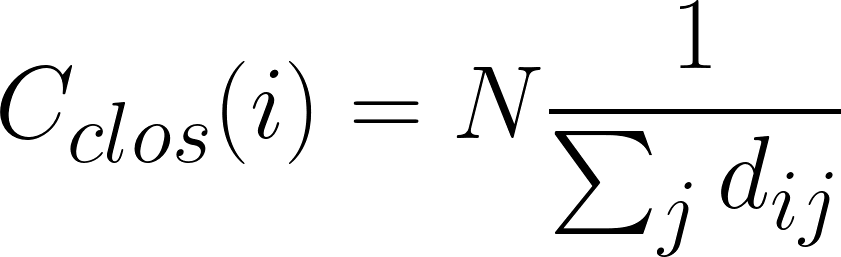 C_{clos}(i) = N \frac{1}{\sum_j d_{ij}}